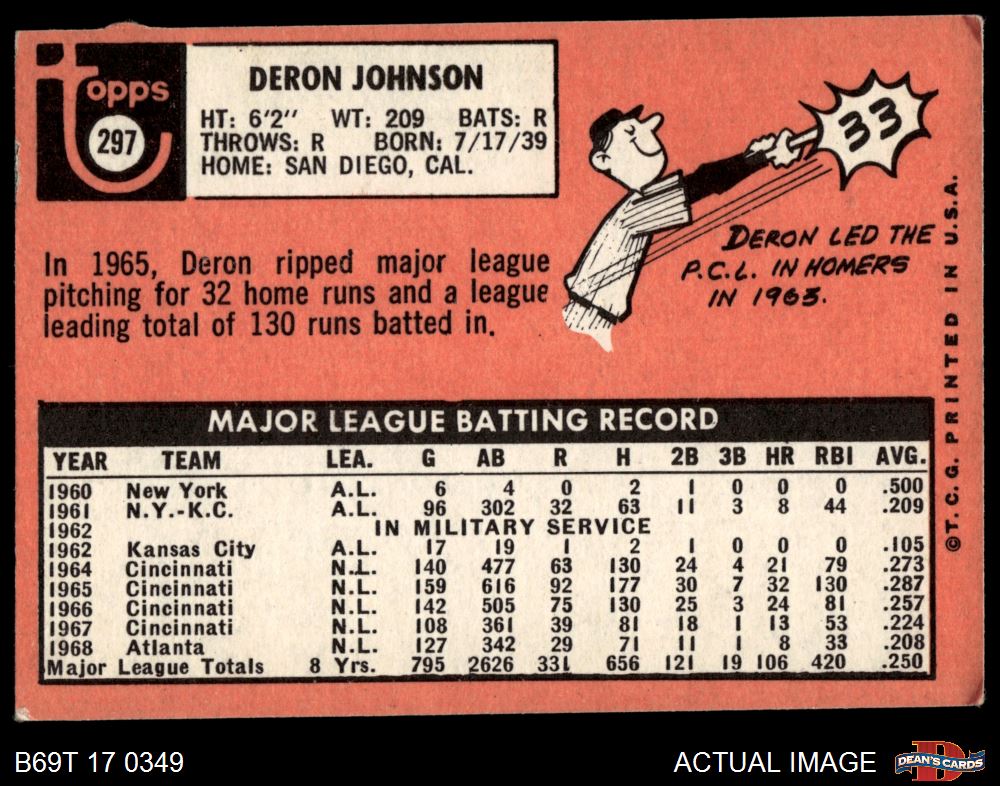 Topps
297
DERON JOHNSON
HT: 6'2" WT: 209 BATS: R
THROWS: R BORN: 7/17/39
HOME: SAN DIEGO, CAL.
33
DERON LED THE
P.C.L. IN HOMERS
IN 1963.
In 1965, Deron ripped major league
pitching for 32 home runs and a league
leading total of 130 runs batted in.
©T.C.G. PRINTED IN U.S.A.
MAJOR LEAGUE BATTING RECORD
YEAR TEAM LEA. G AB R H 2B 3B HR RBI AVG.
1960 New York A.L. 6 4 0 2 1 0 0 0 .500
1961 N.Y.-K.C. A.L. 96 302 32 63 11 3 8 44 .209
1962 IN MILITARY SERVICE
1962 Kansas City A.L. 17 19 1 2 1 0 0 0 .105
1964 Cincinnati N.L. 140 477 63 130 24 4 21 79 .273
1965 Cincinnati N.L. 159 616 92 177 30 7 32 130 .287
1966 Cincinnati N.L. 142 505 75 130 25 3 24 81 .257
1967 Cincinnati N.L. 108 361 39 81 18 1 13 53 .224
1968 Atlanta N.L. 127 342 29 71 11 1 8 33 .208
Major League Totals 8 Yrs. 795 2626 331 656 121 19 106 420 .250
B69T 17 0349
ACTUAL IMAGE
D
DEAN'S CARDS